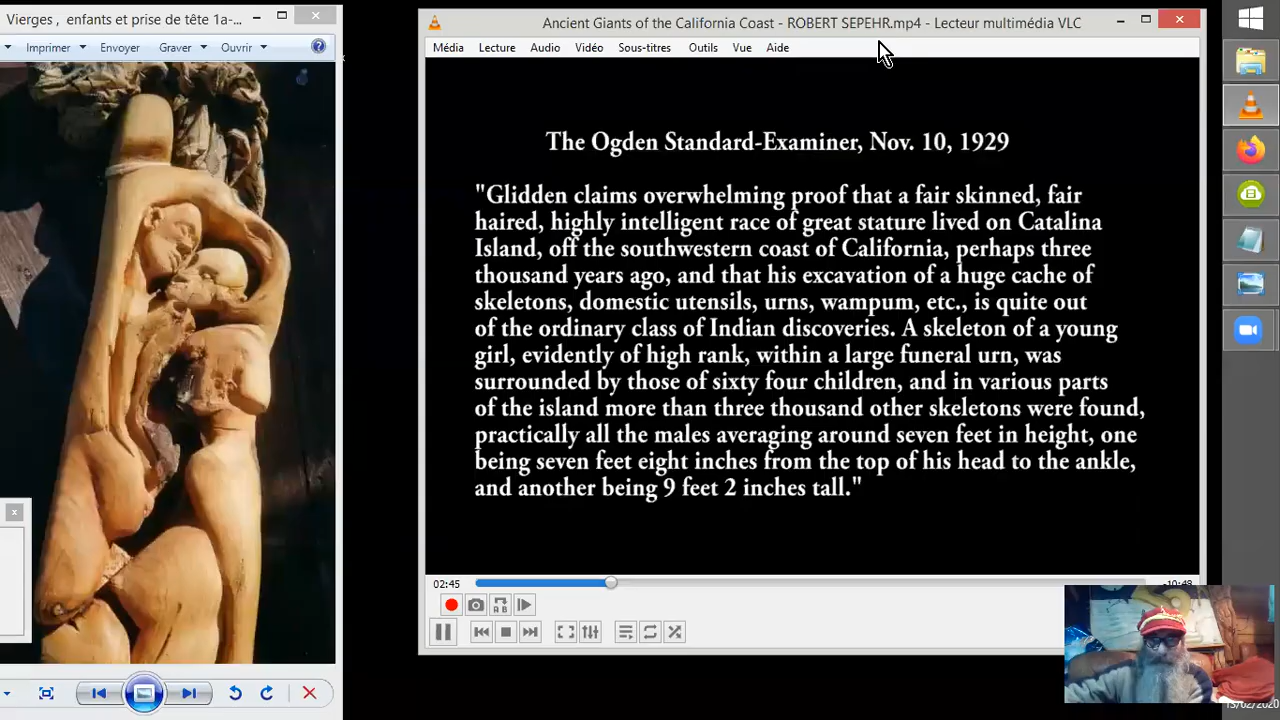 Vierges , enfants et prise de tête 1a-...
Imprimer Envoyer Graver Ouvrir
Ancient Giants of the California Coast - ROBERT SEPEHR.mp4 - Lecteur multimédia VLC
Média Lecture Audio Vidéo Sous-titres Outils Vue Aide
The Ogden Standard-Examiner, Nov. 10, 1929
"Glidden claims overwhelming proof that a fair skinned, fair
haired, highly intelligent race of great stature lived on Catalina
Island, off the southwestern coast of California, perhaps three
thousand years ago, and that his excavation of a huge cache of
skeletons, domestic utensils, urns, wampum, etc., is quite out
of the ordinary class of Indian discoveries. A skeleton of a young
girl, evidently of high rank, within a large funeral urn, was
surrounded by those of sixty four children, and in various parts
of the island more than three thousand other skeletons were found,
practically all the males averaging around seven feet in height, one
being seven feet eight inches from the top of his head to the ankle,
and another being 9 feet 2 inches tall."
02:45 -10:49
A B
13/02/2020